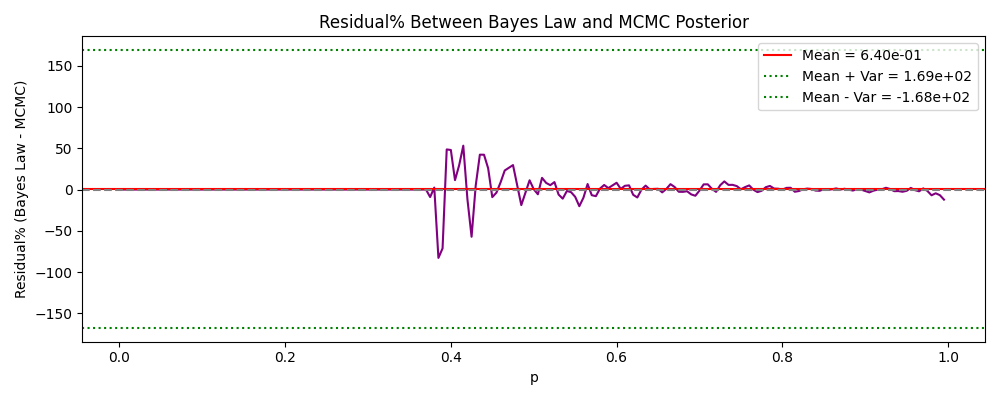 Residual% Between Bayes Law and MCMC Posterior
Residual% (Bayes Law - MCMC)
150
100
50
0
−50
−100
−150
Mean = 6.40e-01
Mean + Var = 1.69e+02
Mean - Var = -1.68e+02
0.0 0.2 0.4 0.6 0.8 1.0
p